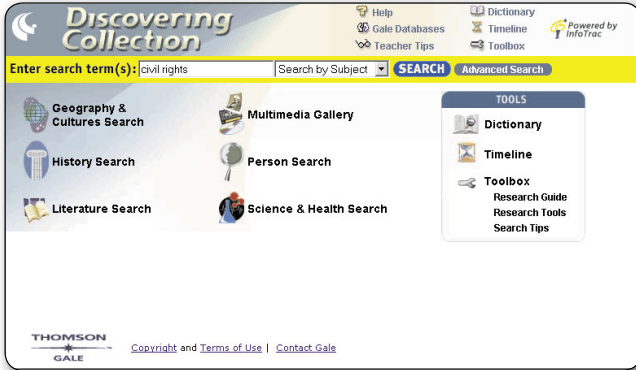 Discovering
Collection
Help
Gale Databases
Teacher Tips
Dictionary
Timeline
Toolbox
Powered by
InfoTrac
Enter search term(s): civil rights Search by Subject SEARCH Advanced Search
Geography &
Cultures Search
Multimedia Gallery
History Search
Person Search
Literature Search
Science & Health Search
TOOLS
Dictionary
Timeline
Toolbox
Research Guide
Research Tools
Search Tips
THOMSON
GALE
Copyright and Terms of Use | Contact Gale